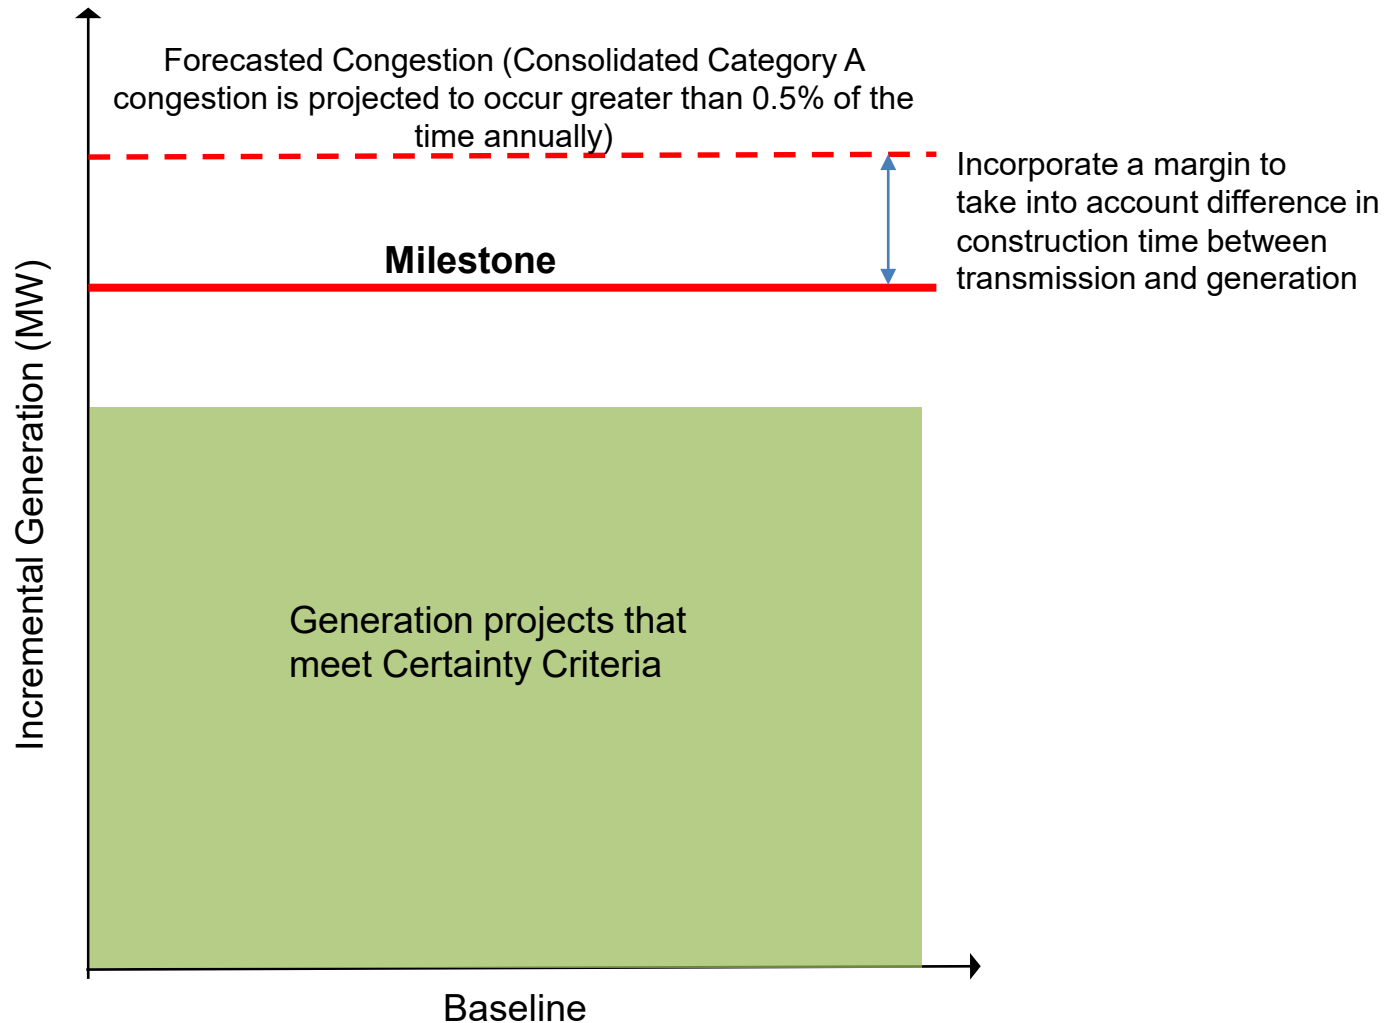 Forecasted Congestion (Consolidated Category A
congestion is projected to occur greater than 0.5% of the
time annually)
Incorporate a margin to
take into account difference in
construction time between
transmission and generation
Milestone
Incremental Generation (MW)
Generation projects that
meet Certainty Criteria
Baseline